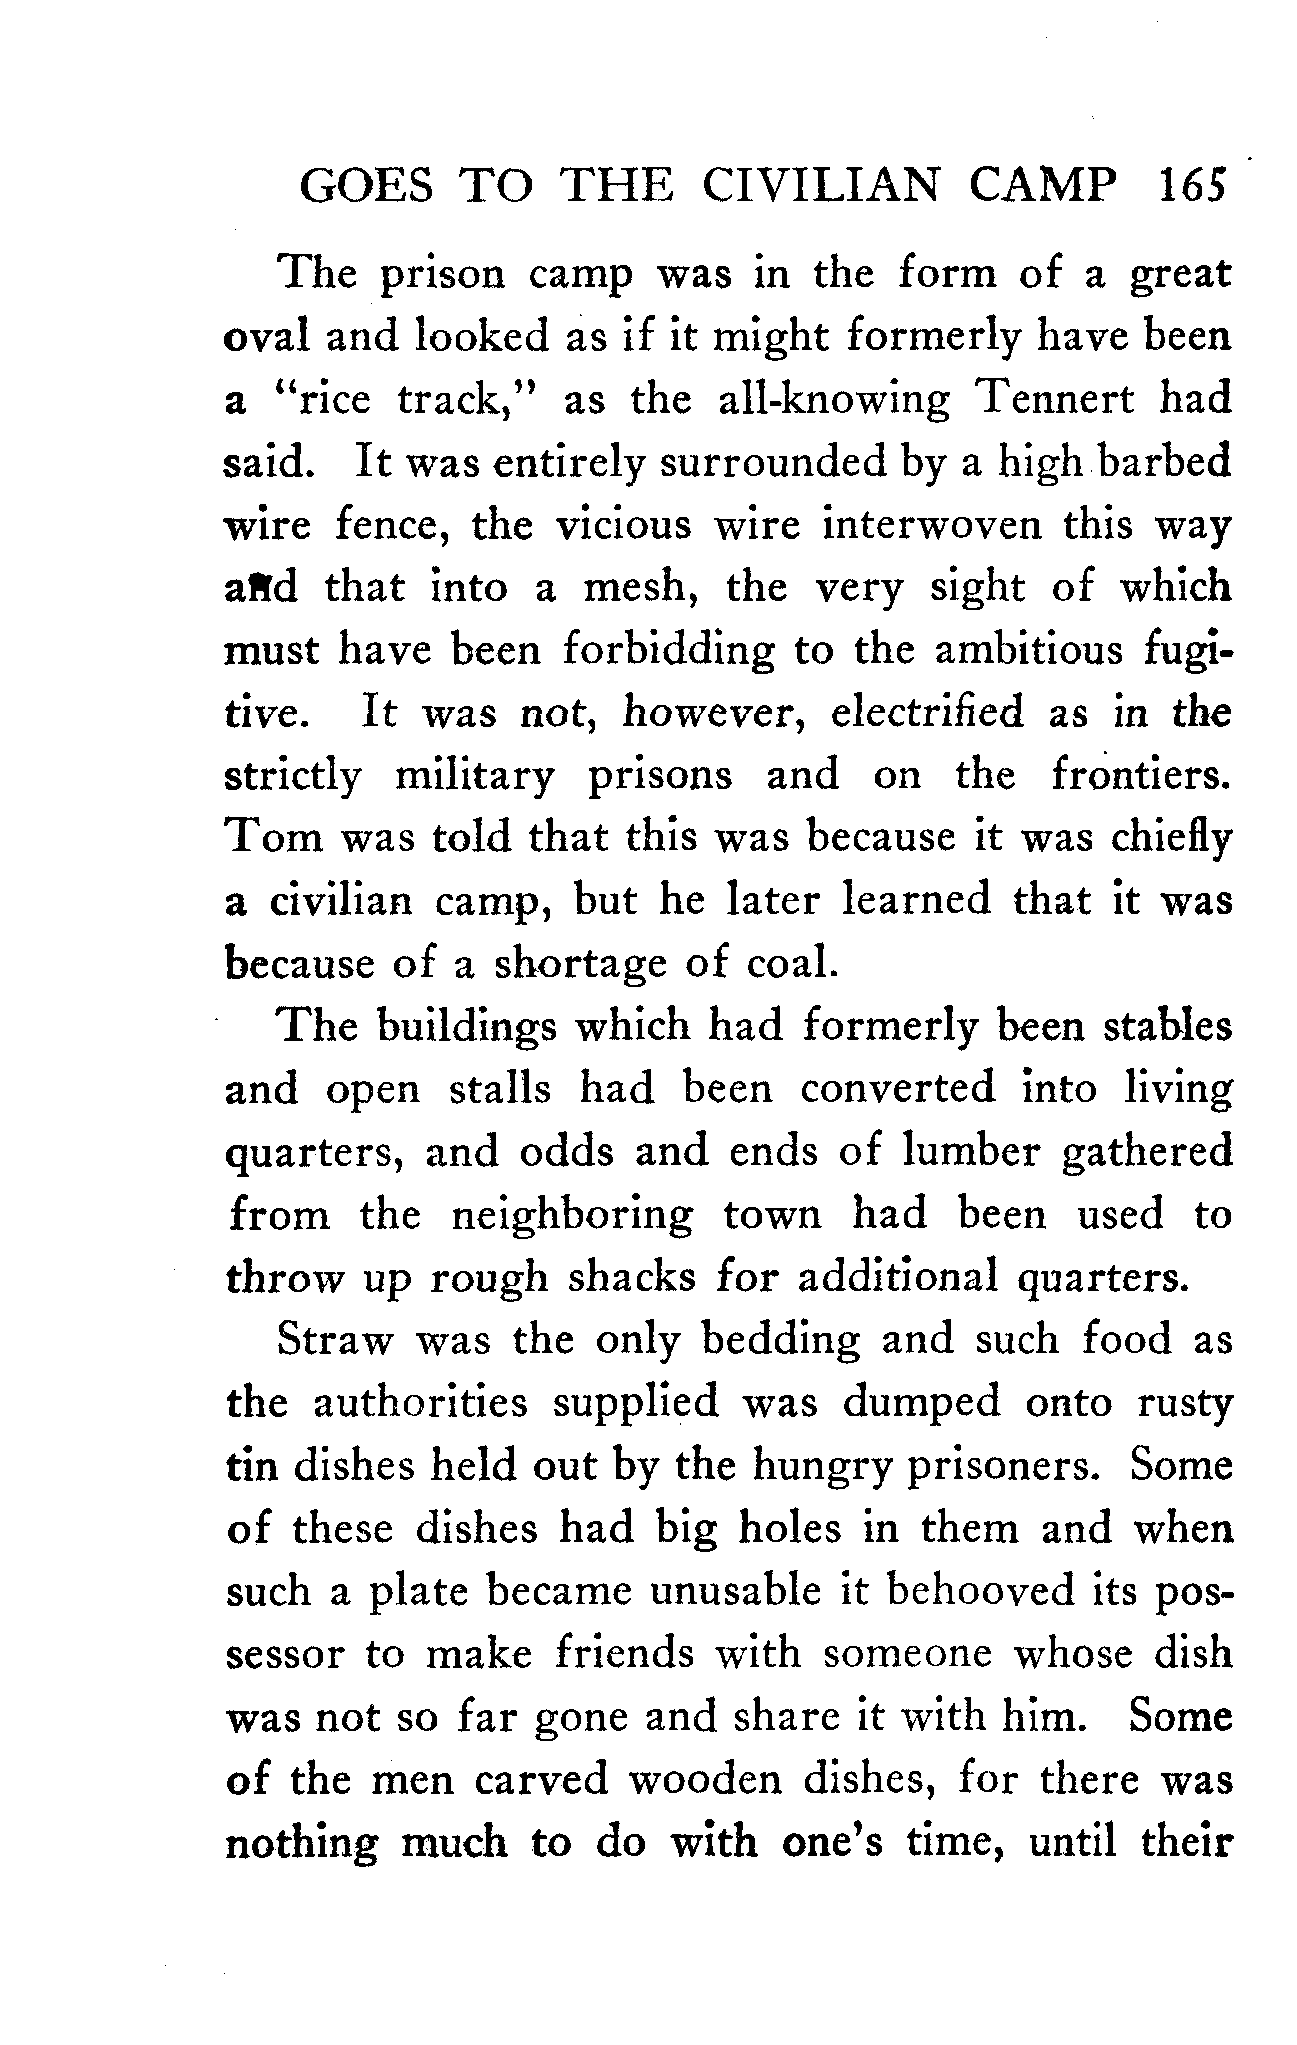 GOES TO THE CIVILIAN CAMP 165
The prison camp was in the form of a great
oval and looked as if it might formerly have been
a "rice track," as the all-knowing Tennert had
said. It was entirely surrounded by a high barbed
wire fence, the vicious wire interwoven this way
and that into a mesh, the very sight of which
must have been forbidding to the ambitious fugi-
tive. It was not, however, electrified as in the
strictly military prisons and on the frontiers.
Tom was told that this was because it was chiefly
a civilian camp, but he later learned that it was
because of a shortage of coal.
The buildings which had formerly been stables
and open stalls had been converted into living
quarters, and odds and ends of lumber gathered
from the neighboring town had been used to
throw up rough shacks for additional quarters.
Straw was the only bedding and such food as
the authorities supplied was dumped onto rusty
tin dishes held out by the hungry prisoners. Some
of these dishes had big holes in them and when
such a plate became unusable it behooved its pos-
sessor to make friends with someone whose dish
was not so far gone and share it with him. Some
of the men carved wooden dishes, for there was
nothing much to do with one's time, until their